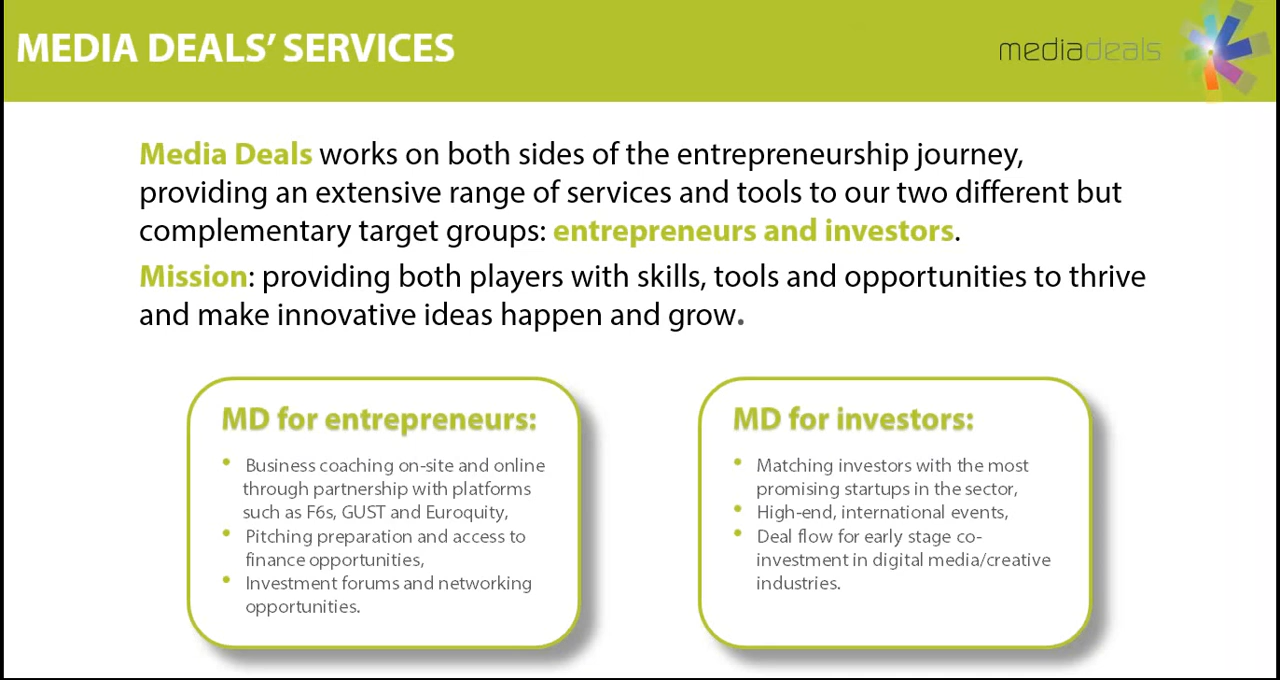 MEDIA DEALS’ SERVICES
mediadeals
Media Deals works on both sides of the entrepreneurship journey,
providing an extensive range of services and tools to our two different but
complementary target groups: entrepreneurs and investors.
Mission: providing both players with skills, tools and opportunities to thrive
and make innovative ideas happen and grow.
MD for entrepreneurs:
• Business coaching on-site and online
through partnership with platforms
such as F6s, GUST and Euroquity,
• Pitching preparation and access to
finance opportunities,
• Investment forums and networking
opportunities.
MD for investors:
• Matching investors with the most
promising startups in the sector,
• High-end, international events,
• Deal flow for early stage co-
investment in digital media/creative
industries.